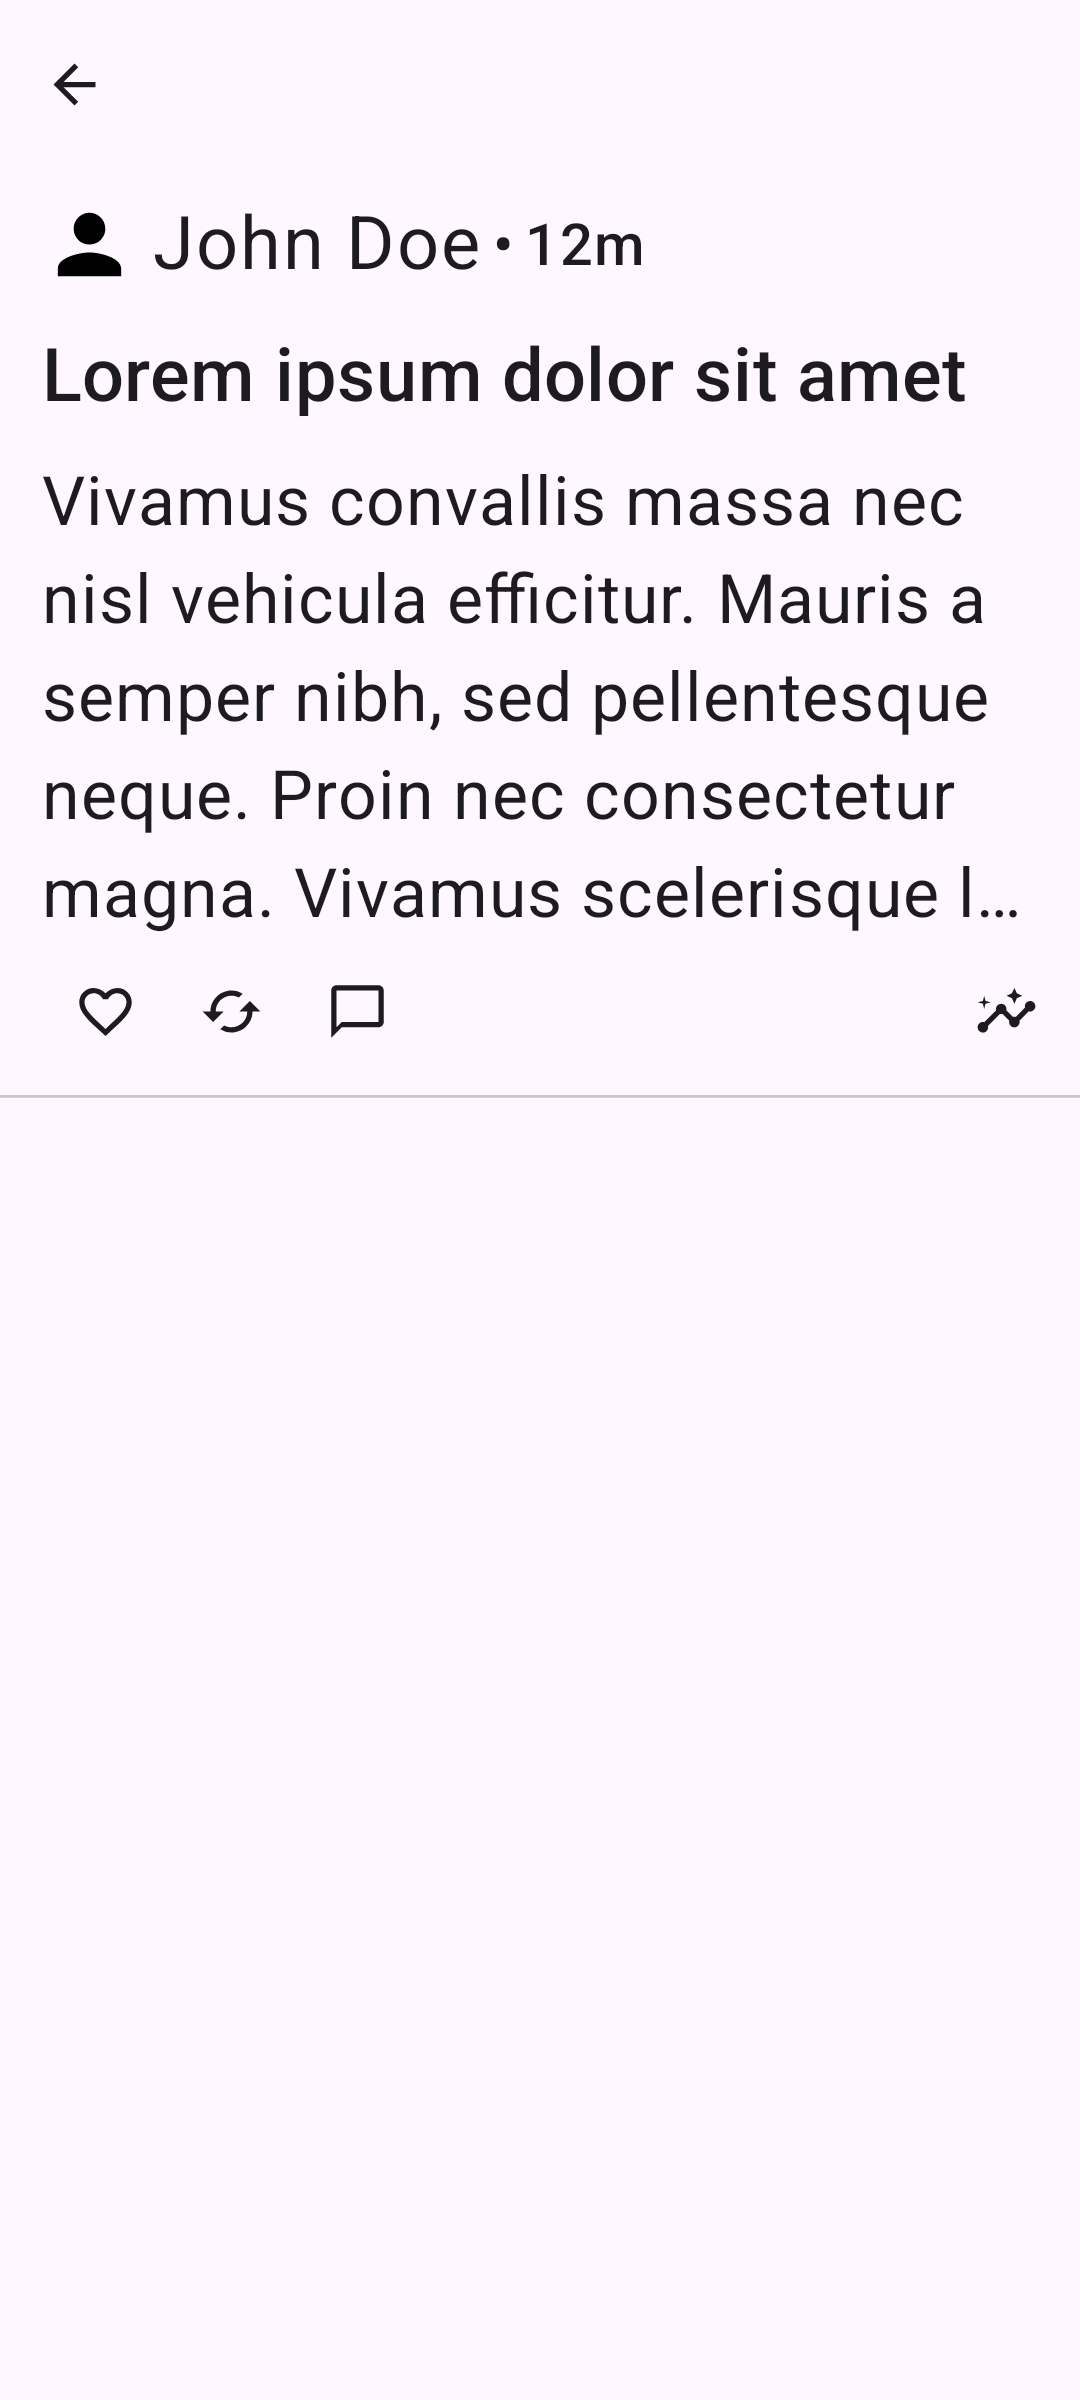 John Doe • 12m
Lorem ipsum dolor sit amet
Vivamus convallis massa nec
nisl vehicula efficitur. Mauris a
semper nibh, sed pellentesque
neque. Proin nec consectetur
magna. Vivamus scelerisque l…